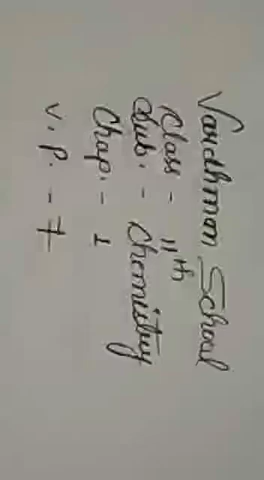 Vardhman School
Class - 11th
Sub. - Chemistry
Chap. - 1
V.P. - 7